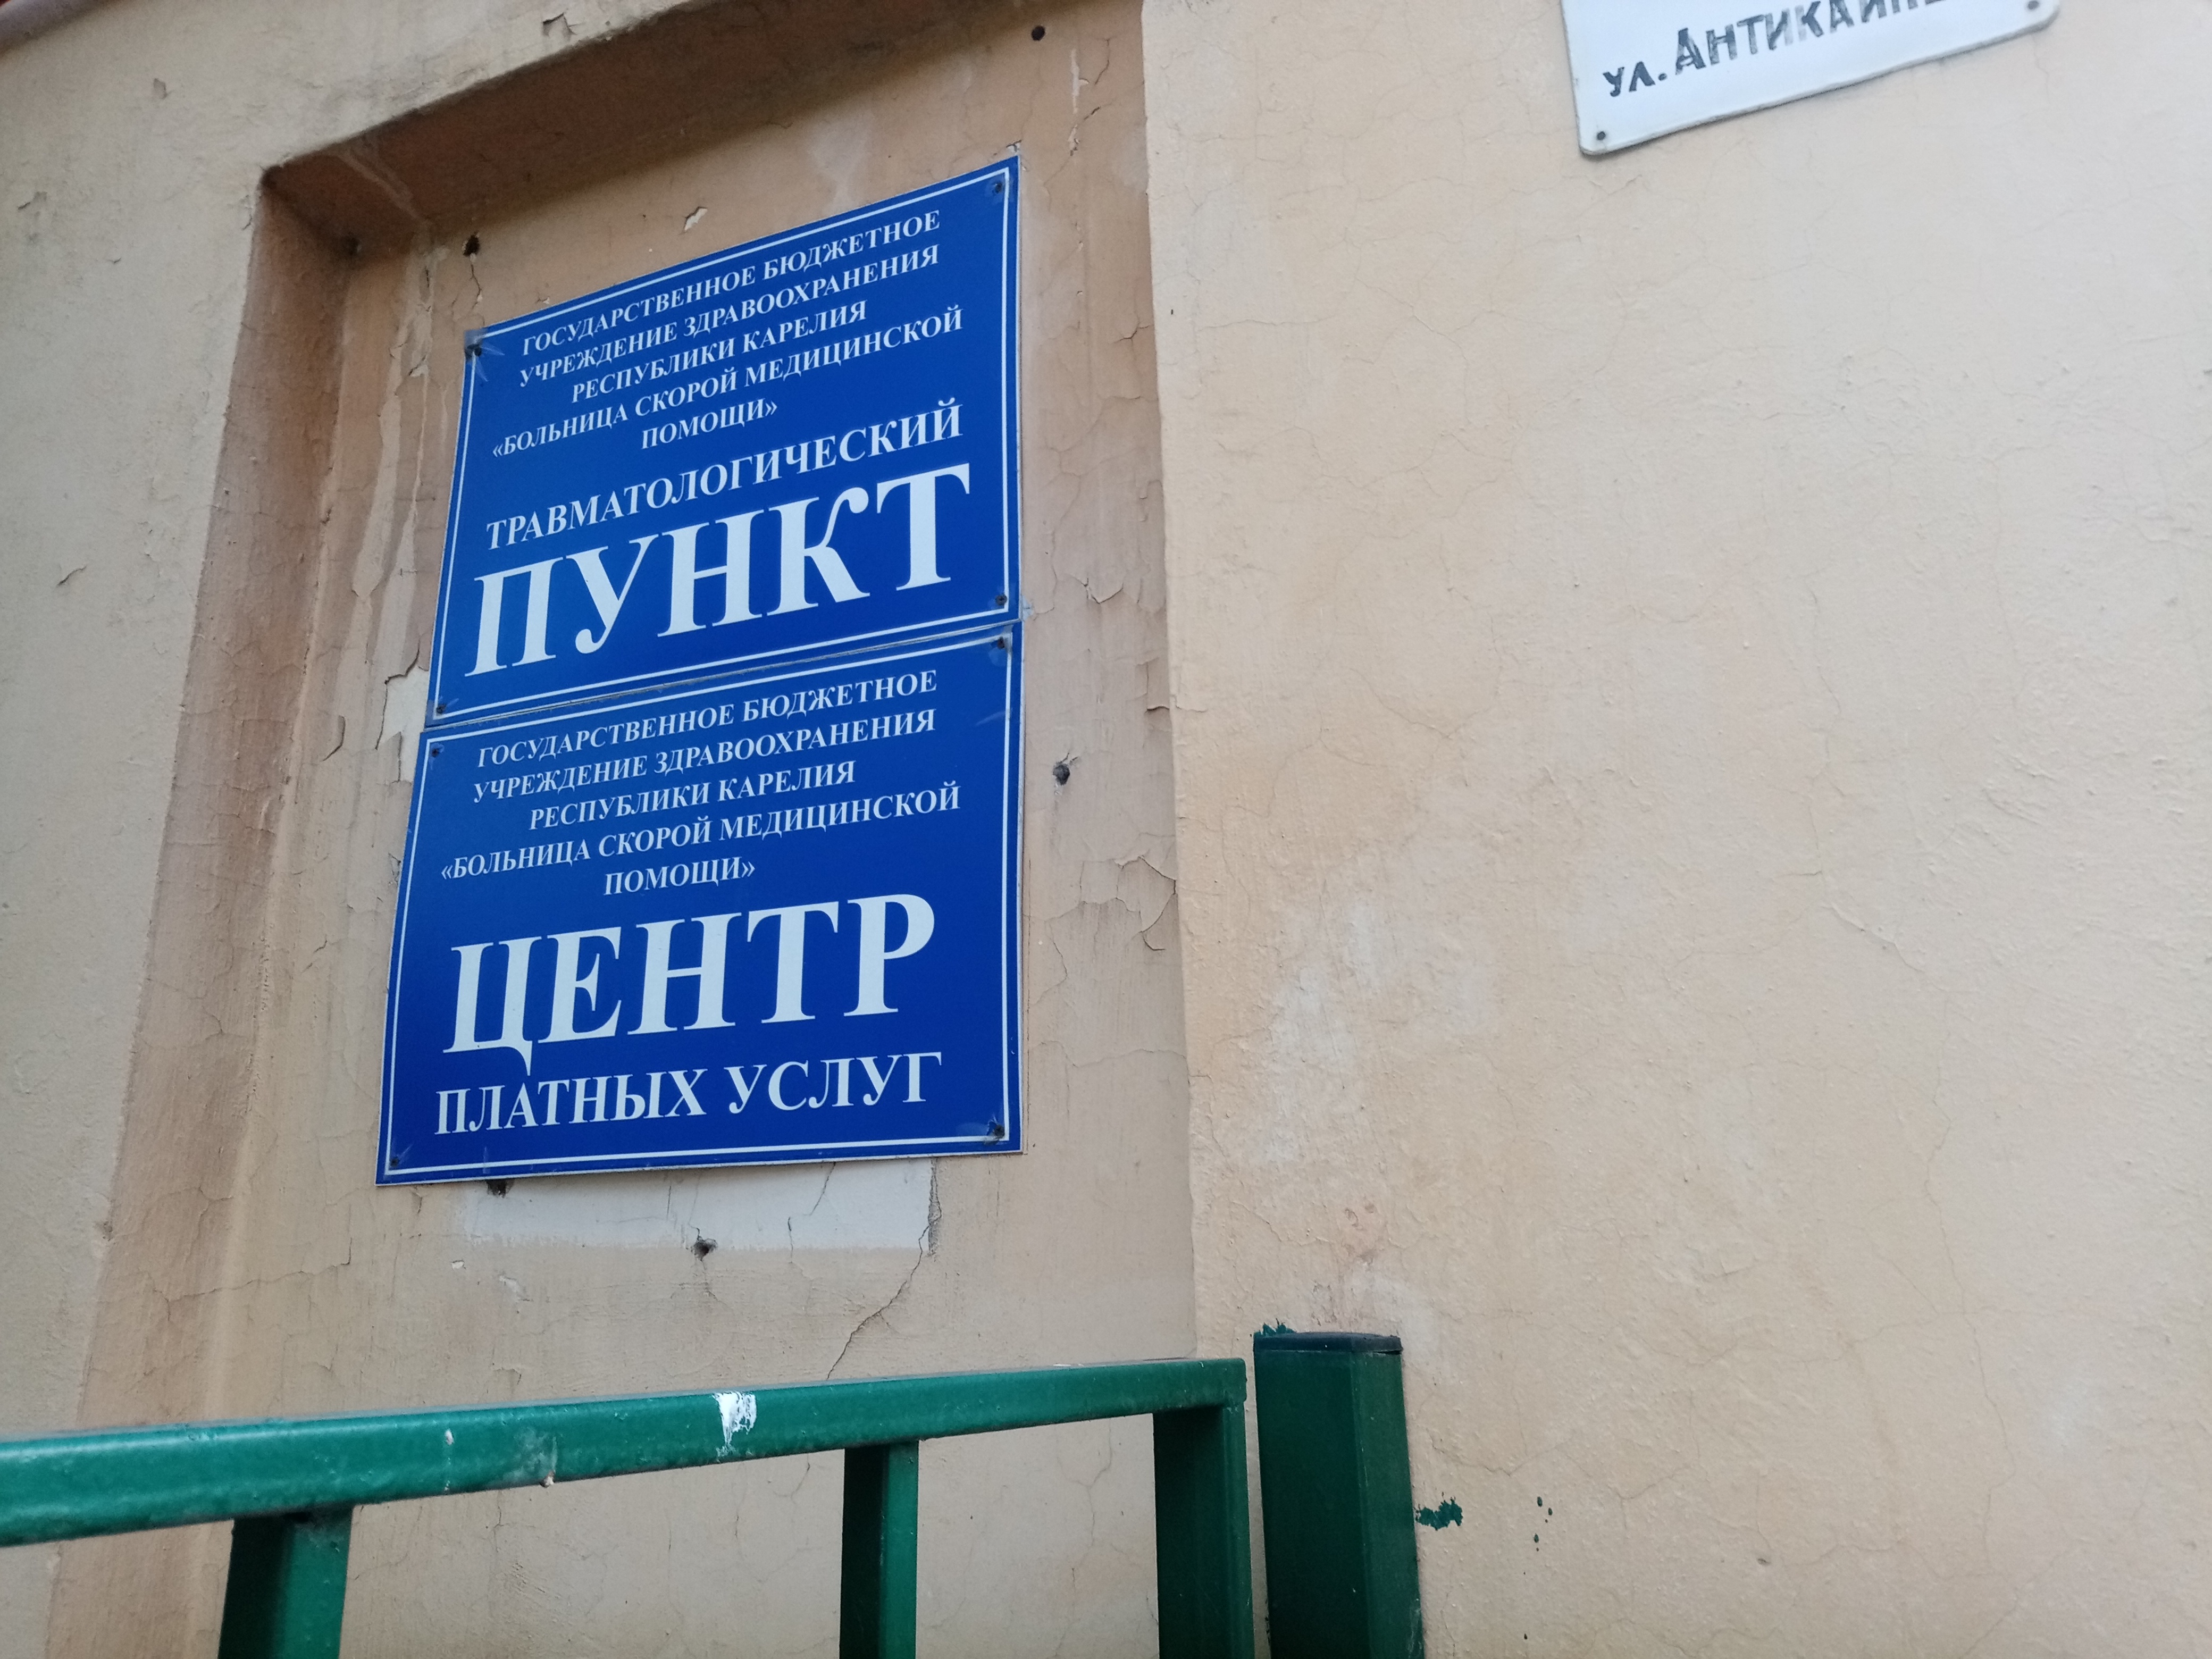 ул. Антикайне
ГОСУДАРСТВЕННОЕ БЮДЖЕТНОЕ
УЧРЕЖДЕНИЕ ЗДРАВООХРАНЕНИЯ
РЕСПУБЛИКИ КАРЕЛИЯ
«БОЛЬНИЦА СКОРОЙ МЕДИЦИНСКОЙ
ПОМОЩИ»
ТРАВМАТОЛОГИЧЕСКИЙ
ПУНКТ
ГОСУДАРСТВЕННОЕ БЮДЖЕТНОЕ
УЧРЕЖДЕНИЕ ЗДРАВООХРАНЕНИЯ
РЕСПУБЛИКИ КАРЕЛИЯ
«БОЛЬНИЦА СКОРОЙ МЕДИЦИНСКОЙ
ПОМОЩИ»
ЦЕНТР
ПЛАТНЫХ УСЛУГ